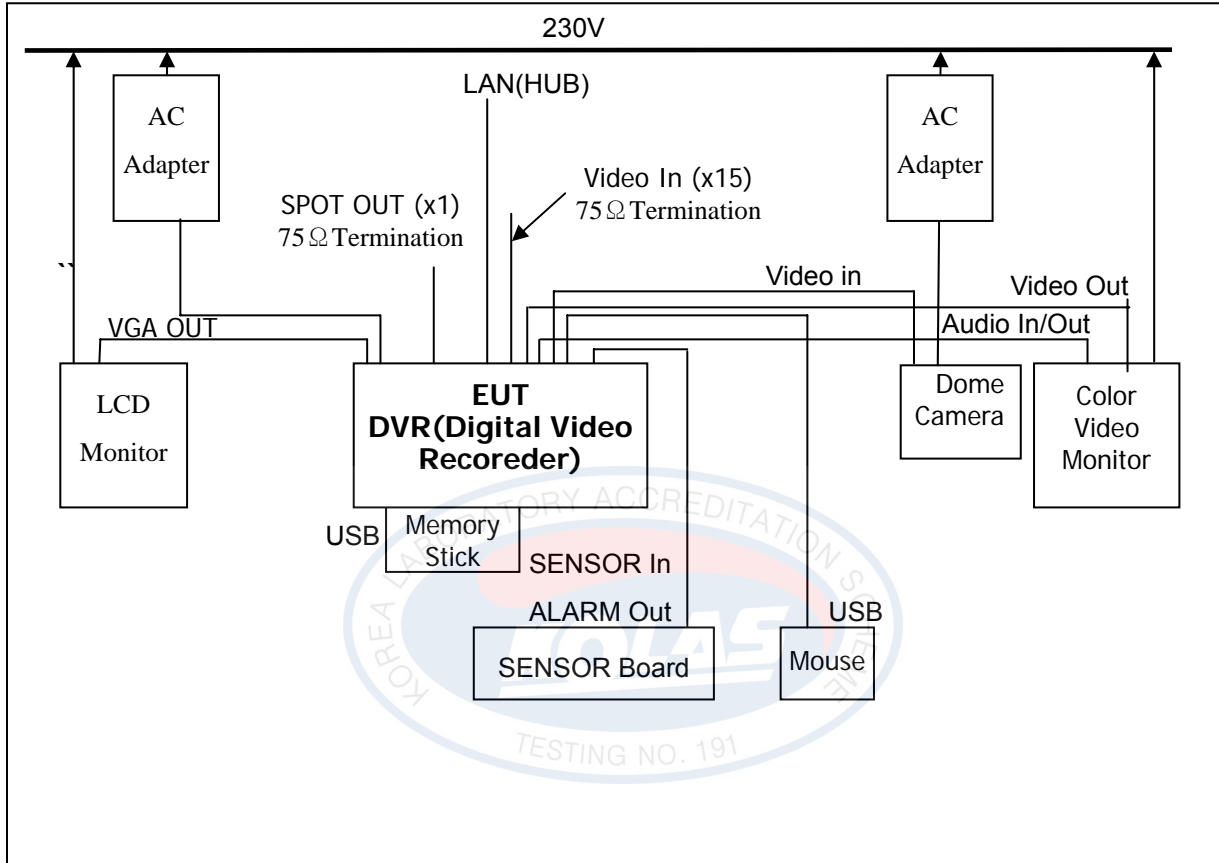 230V
AC
Adapter
LAN(HUB)
AC
Adapter
SPOT OUT (x1)
75Ω Termination
Video In (x15)
75Ω Termination
``
Video in
Video Out
VGA OUT
Audio In/Out
LCD
Monitor
EUT
DVR(Digital Video
Recoreder)
Dome
Camera
Color
Video
Monitor
USB
Memory
Stick
SENSOR In
ALARM Out
USB
SENSOR Board
Mouse
KOREA LABORATORY ACCREDITATION SCHEME
KOLAS
TESTING NO. 191